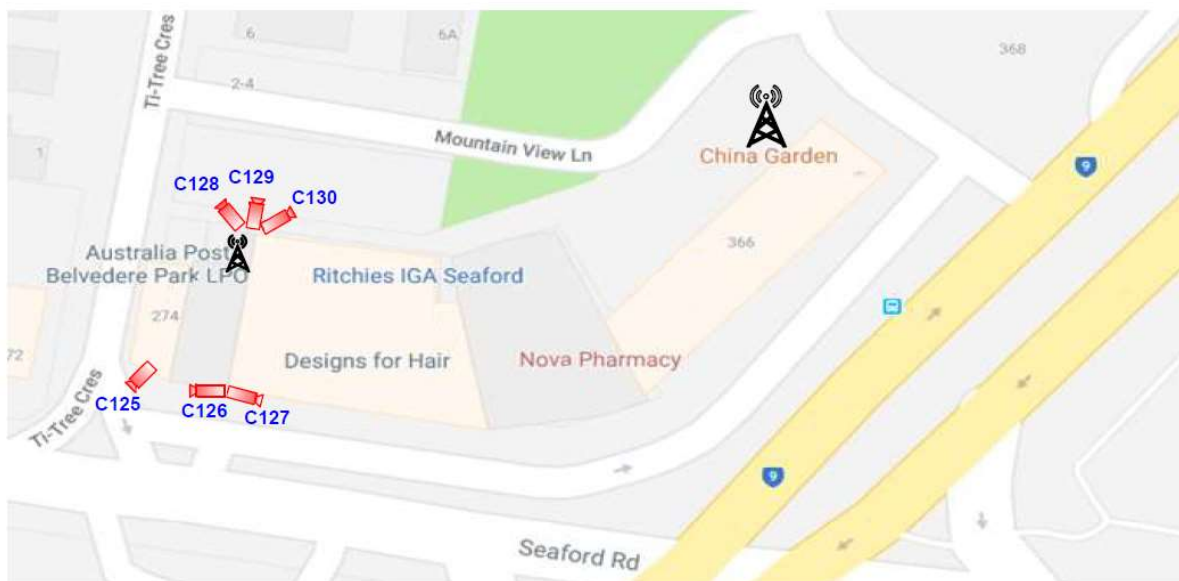 Ti-Tree Cres
6
6A
368
2-4
Mountain View Ln
1
China Garden
9
C128
C129
C130
Australia Post
Belvedere Park LPO
Ritchies IGA Seaford
366
274
72
Designs for Hair
Nova Pharmacy
C125
C126
C127
Ti-Tree Cres
9
Seaford Rd